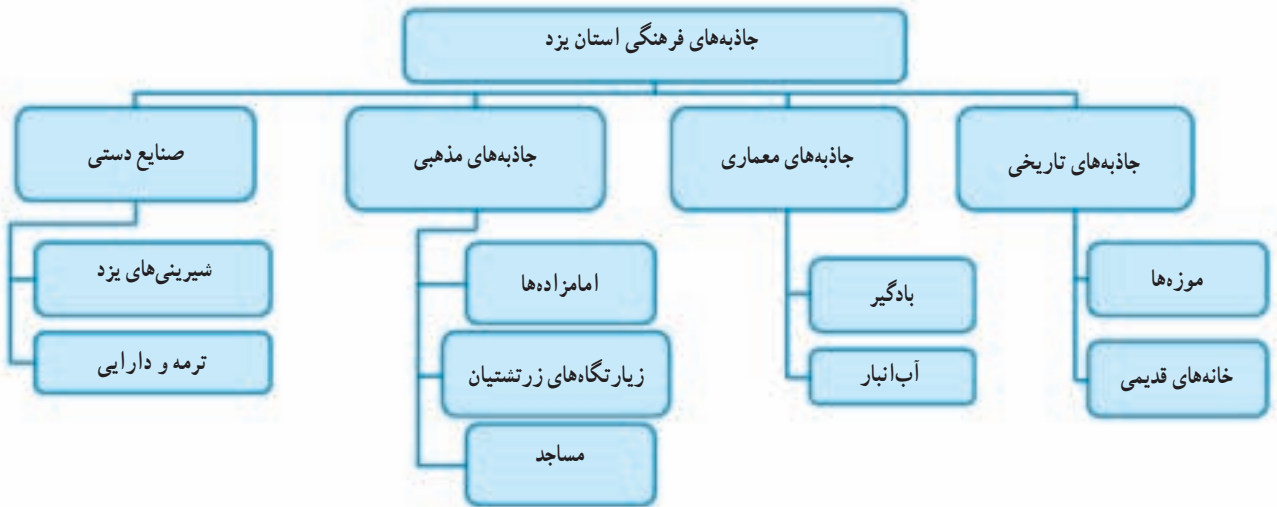 جاذبه‌های فرهنگی استان یزد
جاذبه‌های تاریخی
موزه‌ها
خانه‌های قدیمی
جاذبه‌های معماری
بادگیر
آب‌انبار
جاذبه‌های مذهبی
امامزاده‌ها
زیارتگاه‌های زرتشتیان
مساجد
صنایع دستی
شیرینی‌های یزد
ترمه و دارایی